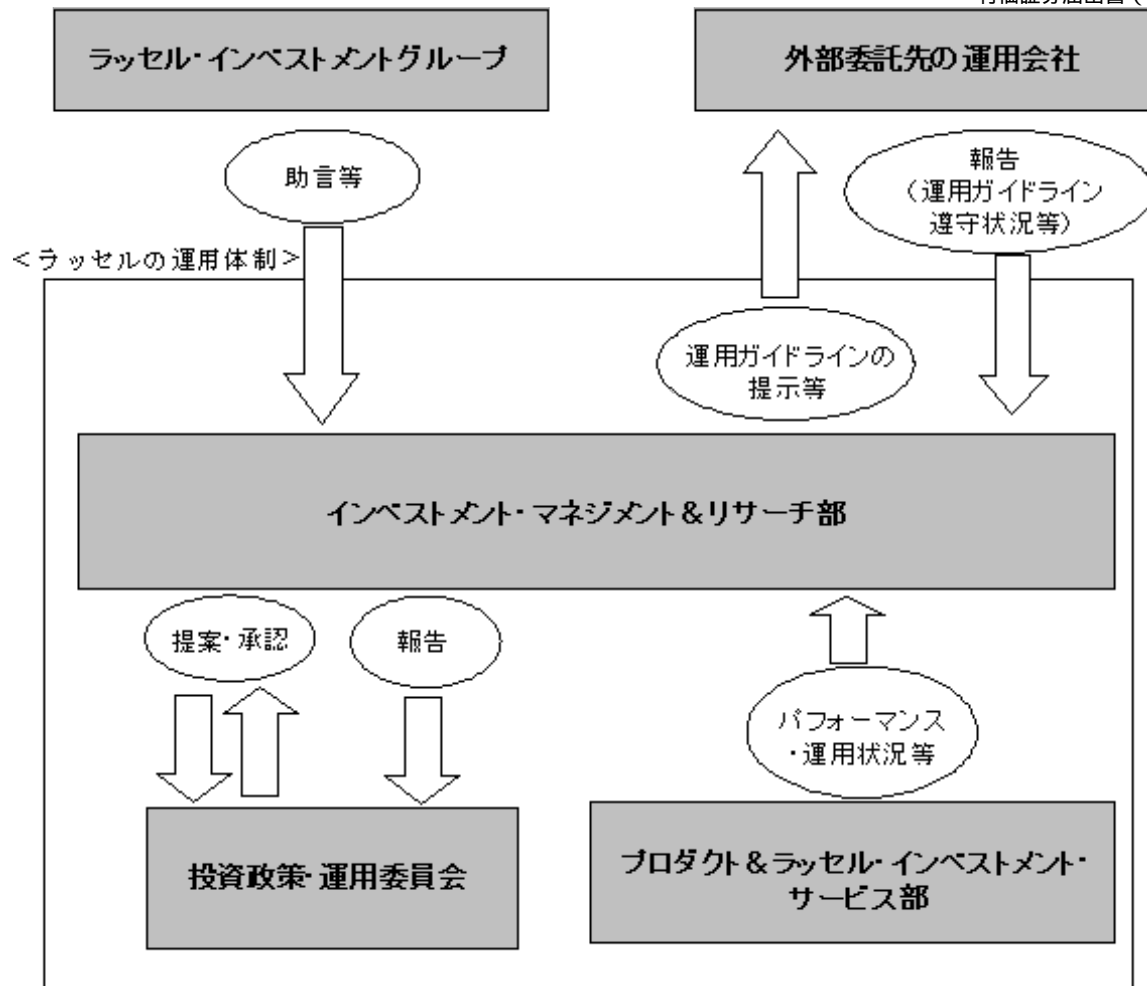 ラッセル・インベストメントグループ
外部委託先の運用会社
助言等
報告
（運用ガイドライン
遵守状況等）
＜ラッセルの運用体制＞
運用ガイドラインの
提示等
インベストメント・マネジメント＆リサーチ部
提案・承認
報告
パフォーマンス
・運用状況等
投資政策・運用委員会
プロダクト＆ラッセル・インベストメント・
サービス部